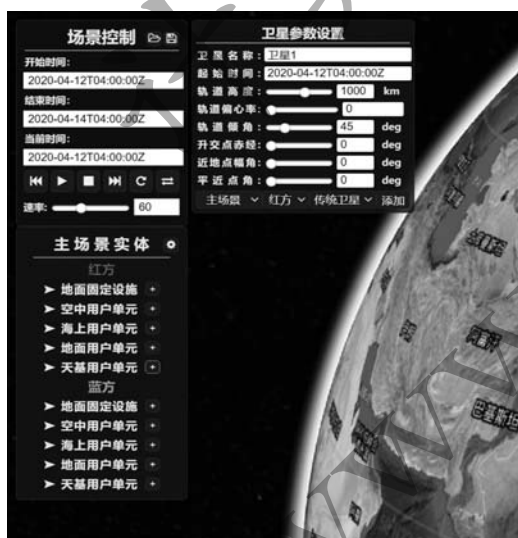 场景控制
开始时间:
2020-04-12T04:00:00Z
结束时间:
2020-04-14T04:00:00Z
当前时间:
2020-04-12T04:00:00Z
速率: 60
主场景实体
红方
➤ 地面固定设施 +
➤ 空中用户单元 +
➤ 海上用户单元 +
➤ 地面用户单元 +
➤ 天基用户单元 +
蓝方
➤ 地面固定设施 +
➤ 空中用户单元 +
➤ 海上用户单元 +
➤ 地面用户单元 +
➤ 天基用户单元 +
卫星参数设置
卫星名称: 卫星1
起始时间: 2020-04-12T04:00:00Z
轨道高度: 1000 km
轨道偏心率: 0
轨道倾角: 45 deg
升交点赤经: 0 deg
近地点幅角: 0 deg
平近点角: 0 deg
主场景 红方 传统卫星 添加
巴基斯坦